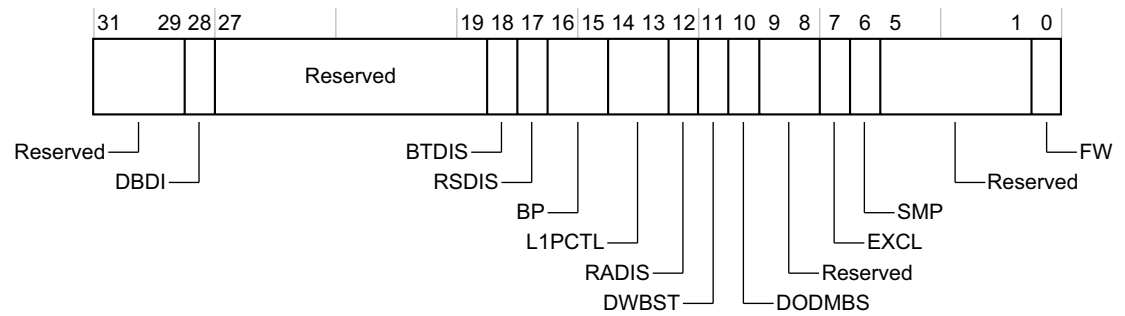 31 29 28 27 19 18 17 16 15 14 13 12 11 10 9 8 7 6 5 1 0
Reserved
Reserved BTDIS FW
DBDI RSDIS Reserved
BP SMP
L1PCTL EXCL
RADIS Reserved
DWBST DODMBS